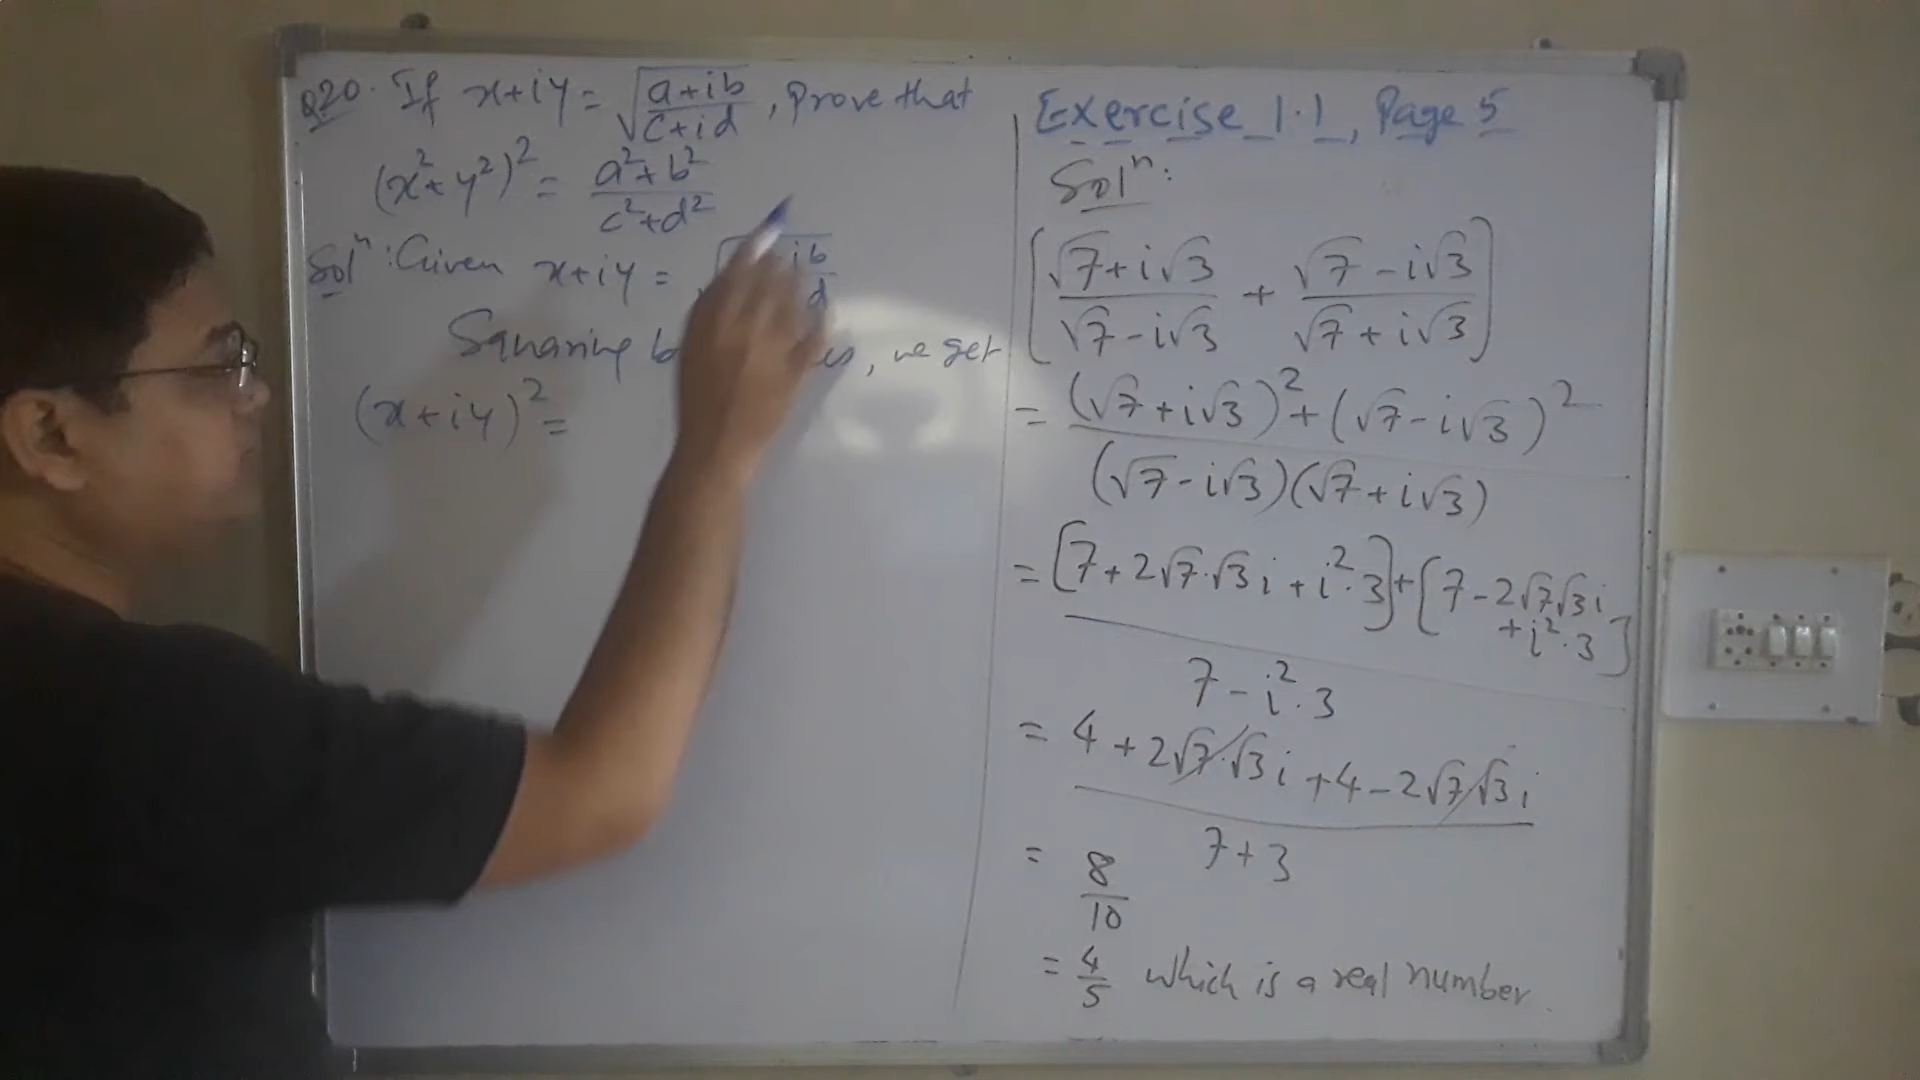 Q20. If x+iy = √(a+ib / c+id), Prove that
(x²+y²)² = a²+b² / c²+d²
Solⁿ: Given x+iy = √ ib / d
Squaring b , we get
(x+iy)² =
Exercise 1.1, Page 5
Solⁿ:
[√7+i√3 / √7-i√3 + √7-i√3 / √7+i√3]
= (√7+i√3)²+(√7-i√3)²
(√7-i√3)(√7+i√3)
= [7+2√7·√3i+i²·3]+[7-2√7√3i
+i²·3]
7-i²·3
= 4+2√7·√3i+4-2√7√3i
7+3
= 8/10
= 4/5 which is a real number.